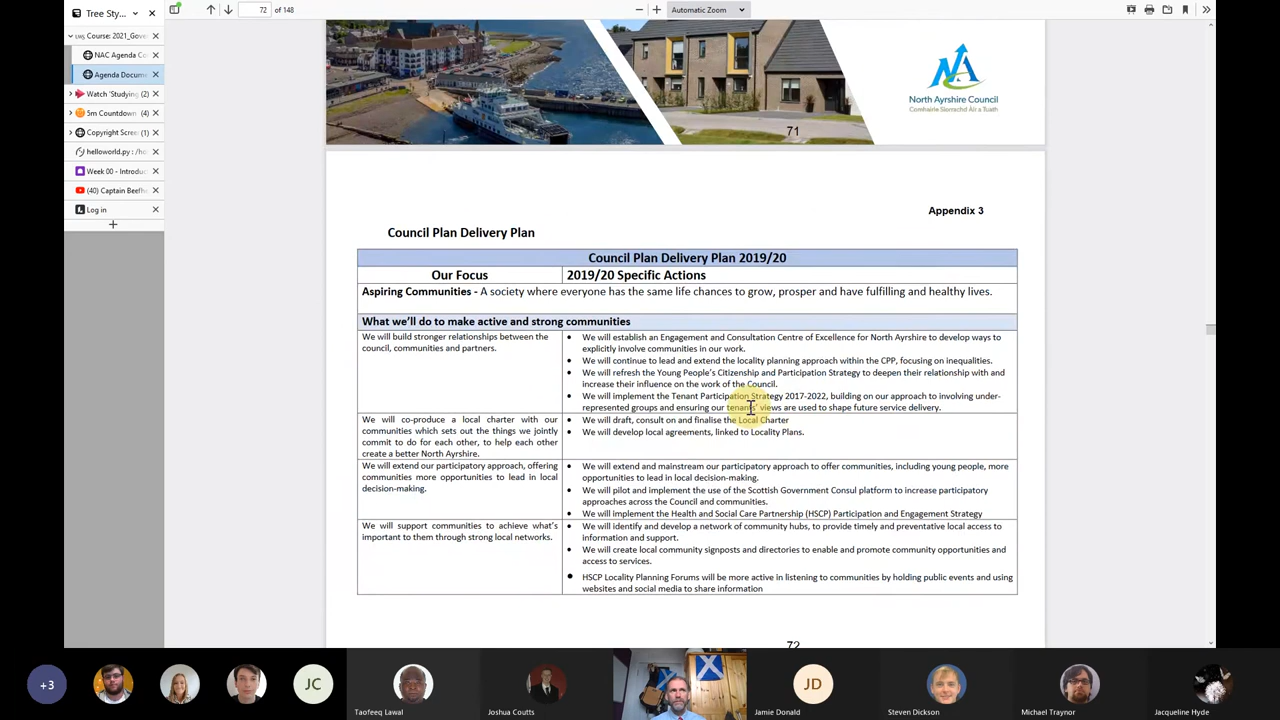 Tree Sty...
72 of 148
Automatic Zoom
Course: 2021_Gove
NAC Agenda Co
Agenda Docume
Watch 'Studying (2)
5m Countdown (4)
Copyright Scree (1)
helloworld.py : /ho
Week 00 - Introduc
(40) Captain Beefhe
Log in
North Ayrshire Council
Comhairle Siorrachd Àir a Tuath
71
Appendix 3
Council Plan Delivery Plan
Council Plan Delivery Plan 2019/20
Our Focus 2019/20 Specific Actions
Aspiring Communities - A society where everyone has the same life chances to grow, prosper and have fulfilling and healthy lives.
What we'll do to make active and strong communities
We will build stronger relationships between the
council, communities and partners.
• We will establish an Engagement and Consultation Centre of Excellence for North Ayrshire to develop ways to
explicitly involve communities in our work.
• We will continue to lead and extend the locality planning approach within the CPP, focusing on inequalities.
• We will refresh the Young People's Citizenship and Participation Strategy to deepen their relationship with and
increase their influence on the work of the Council.
• We will implement the Tenant Participation Strategy 2017-2022, building on our approach to involving under-
represented groups and ensuring our tenants' views are used to shape future service delivery.
We will co-produce a local charter with our
communities which sets out the things we jointly
commit to do for each other, to help each other
create a better North Ayrshire.
• We will draft, consult on and finalise the Local Charter
• We will develop local agreements, linked to Locality Plans.
We will extend our participatory approach, offering
communities more opportunities to lead in local
decision-making.
• We will extend and mainstream our participatory approach to offer communities, including young people, more
opportunities to lead in local decision-making.
• We will pilot and implement the use of the Scottish Government Consul platform to increase participatory
approaches across the Council and communities.
• We will implement the Health and Social Care Partnership (HSCP) Participation and Engagement Strategy
We will support communities to achieve what's
important to them through strong local networks.
• We will identify and develop a network of community hubs, to provide timely and preventative local access to
information and support.
• We will create local community signposts and directories to enable and promote community opportunities and
access to services.
• HSCP Locality Planning Forums will be more active in listening to communities by holding public events and using
websites and social media to share information
72
+3
JC
JD
Taofeeq Lawal
Joshua Coutts
Jamie Donald
Steven Dickson
Michael Traynor
Jacqueline Hyde